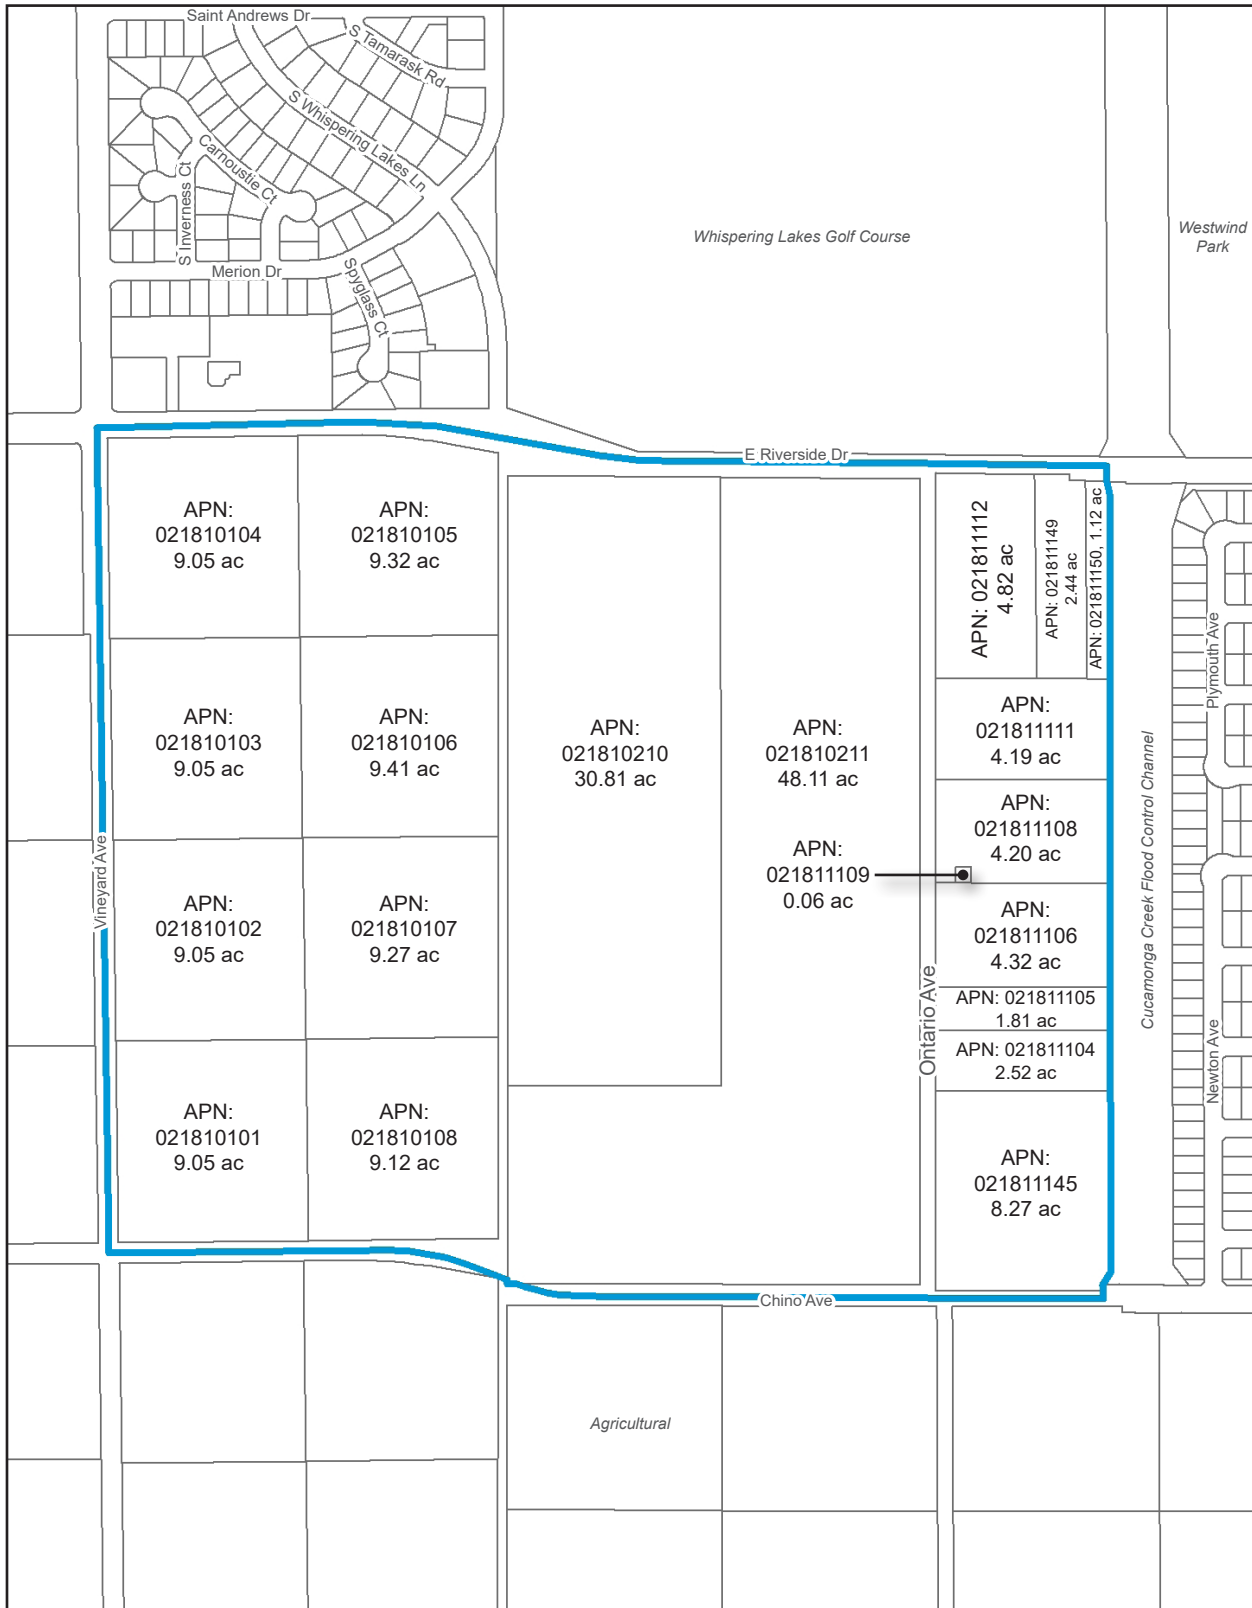 Saint Andrews Dr
S Tamarask Rd
S Whispering Lakes Ln
Carnoustie Ct
S Inverness Ct
Merion Dr
Spyglass Ct
Whispering Lakes Golf Course
Westwind
Park
E Riverside Dr
APN:
021810104
9.05 ac
APN:
021810105
9.32 ac
APN: 021811112
4.82 ac
APN: 021811149
2.44 ac
APN: 021811150, 1.12 ac
Plymouth Ave
APN:
021810103
9.05 ac
APN:
021810106
9.41 ac
APN:
021810210
30.81 ac
APN:
021810211
48.11 ac
APN:
021811111
4.19 ac
APN:
021811108
4.20 ac
APN:
021811109
0.06 ac
Cucamonga Creek Flood Control Channel
Vineyard Ave
APN:
021810102
9.05 ac
APN:
021810107
9.27 ac
APN:
021811106
4.32 ac
Ontario Ave
APN: 021811105
1.81 ac
APN: 021811104
2.52 ac
Newton Ave
APN:
021810101
9.05 ac
APN:
021810108
9.12 ac
APN:
021811145
8.27 ac
Chino Ave
Agricultural